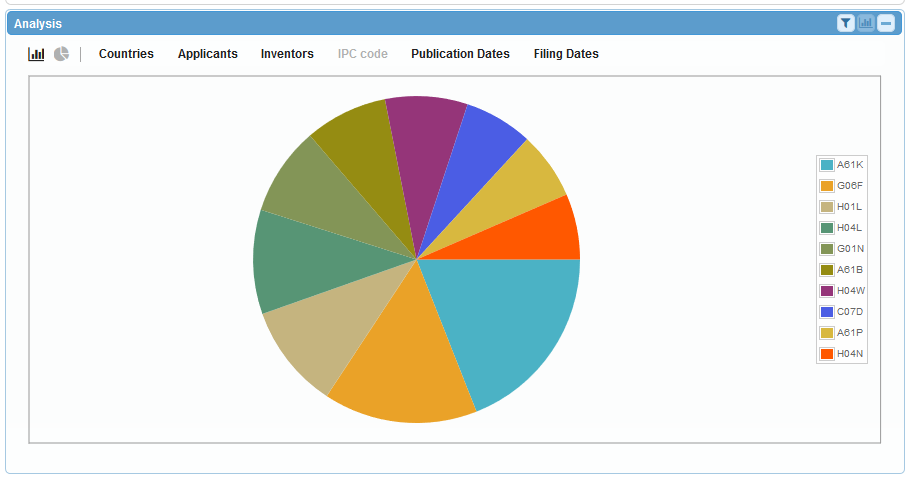 Analysis
Countries Applicants Inventors IPC code Publication Dates Filing Dates
A61K
G06F
H01L
H04L
G01N
A61B
H04W
C07D
A61P
H04N